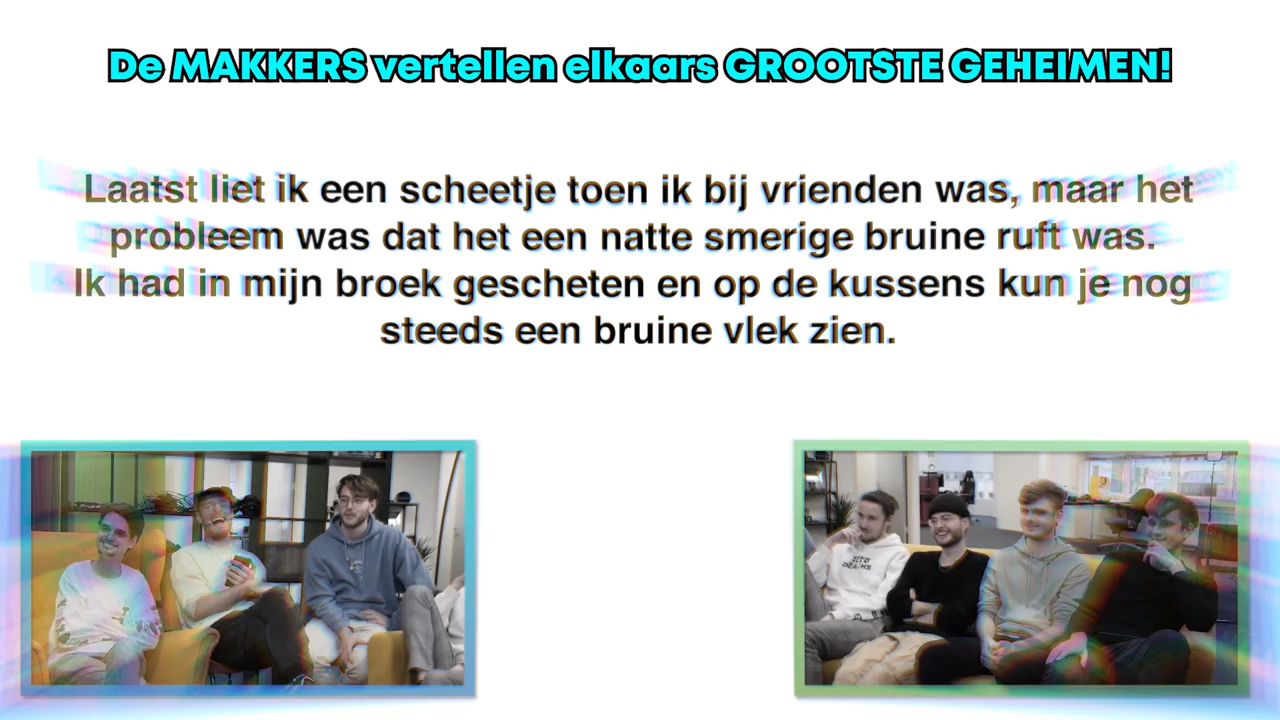 De MAKKERS vertellen elkaars GROOTSTE GEHEIMEN!
Laatst liet ik een scheetje toen ik bij vrienden was, maar het
probleem was dat het een natte smerige bruine ruft was.
Ik had in mijn broek gescheten en op de kussens kun je nog
steeds een bruine vlek zien.